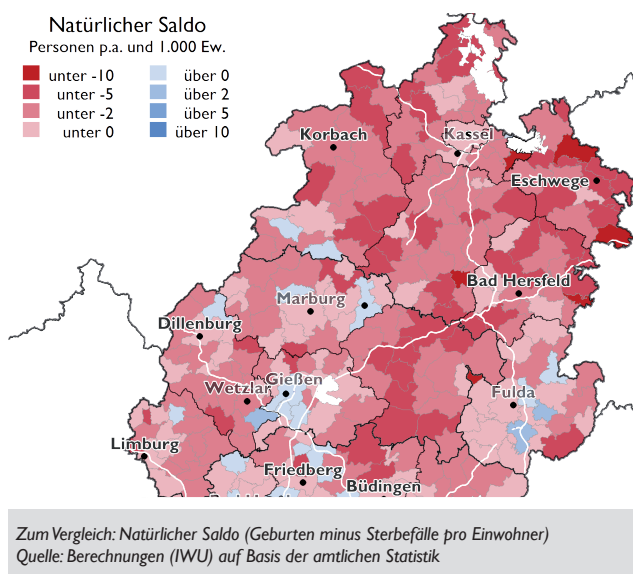 Natürlicher Saldo
Personen p.a. und 1.000 Ew.
unter -10
über 0
unter -5
über 2
unter -2
über 5
unter 0
über 10
Korbach
Kassel
Eschwege
Bad Hersfeld
Marburg
Dillenburg
Gießen
Wetzlar
Fulda
Limburg
Friedberg
Büdingen
Zum Vergleich: Natürlicher Saldo (Geburten minus Sterbefälle pro Einwohner)
Quelle: Berechnungen (IWU) auf Basis der amtlichen Statistik